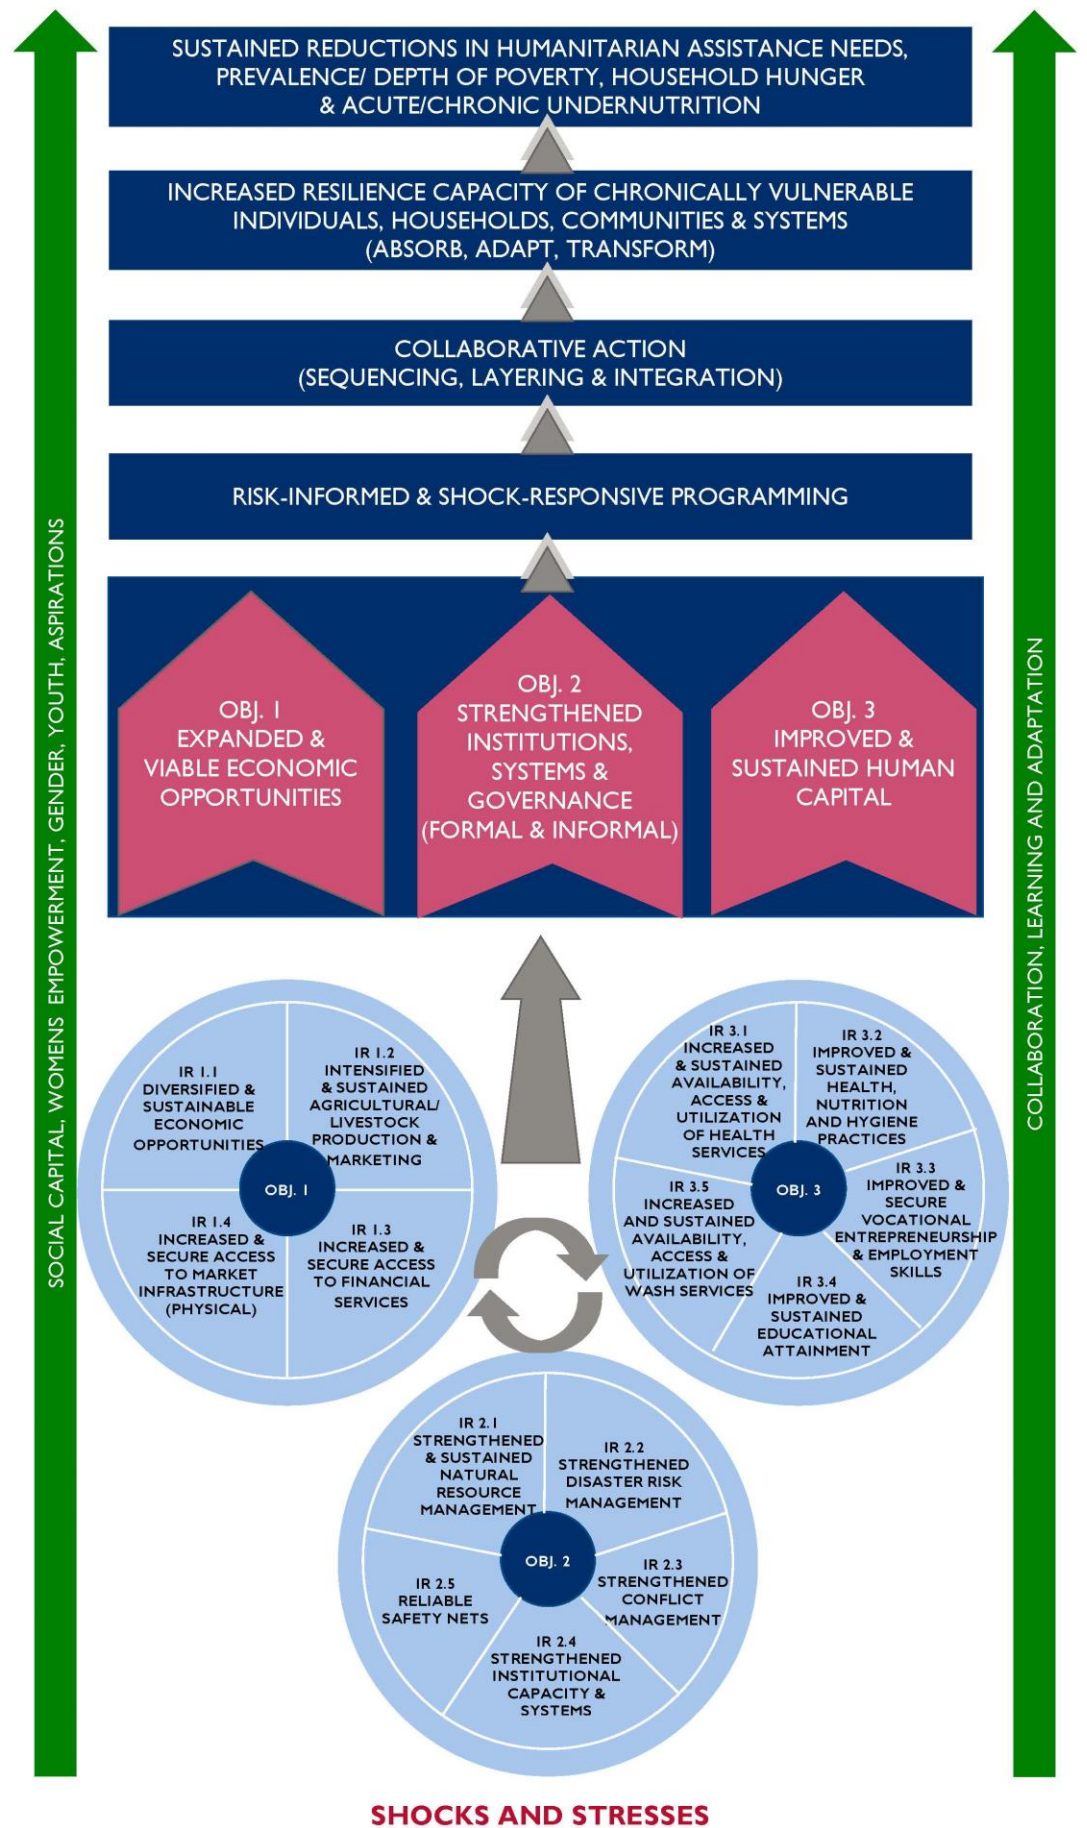 SUSTAINED REDUCTIONS IN HUMANITARIAN ASSISTANCE NEEDS,
PREVALENCE/ DEPTH OF POVERTY, HOUSEHOLD HUNGER
& ACUTE/CHRONIC UNDERNUTRITION
INCREASED RESILIENCE CAPACITY OF CHRONICALLY VULNERABLE
INDIVIDUALS, HOUSEHOLDS, COMMUNITIES & SYSTEMS
(ABSORB, ADAPT, TRANSFORM)
COLLABORATIVE ACTION
(SEQUENCING, LAYERING & INTEGRATION)
RISK-INFORMED & SHOCK-RESPONSIVE PROGRAMMING
SOCIAL CAPITAL, WOMENS EMPOWERMENT, GENDER, YOUTH, ASPIRATIONS
COLLABORATION, LEARNING AND ADAPTATION
OBJ. 1
EXPANDED &
VIABLE ECONOMIC
OPPORTUNITIES
OBJ. 2
STRENGTHENED
INSTITUTIONS,
SYSTEMS &
GOVERNANCE
(FORMAL & INFORMAL)
OBJ. 3
IMPROVED &
SUSTAINED HUMAN
CAPITAL
IR 1.1
DIVERSIFIED &
SUSTAINABLE
ECONOMIC
OPPORTUNITIES
IR 1.2
INTENSIFIED
& SUSTAINED
AGRICULTURAL/
LIVESTOCK
PRODUCTION &
MARKETING
OBJ. 1
IR 1.4
INCREASED &
SECURE ACCESS
TO MARKET
INFRASTRUCTURE
(PHYSICAL)
IR 1.3
INCREASED &
SECURE ACCESS
TO FINANCIAL
SERVICES
IR 3.1
INCREASED
& SUSTAINED
AVAILABILITY,
ACCESS &
UTILIZATION
OF HEALTH
SERVICES
IR 3.2
IMPROVED &
SUSTAINED
HEALTH,
NUTRITION
AND HYGIENE
PRACTICES
OBJ. 3
IR 3.5
INCREASED
AND SUSTAINED
AVAILABILITY,
ACCESS &
UTILIZATION OF
WASH SERVICES
IR 3.3
IMPROVED &
SECURE
VOCATIONAL
ENTREPRENEURSHIP
& EMPLOYMENT
SKILLS
IR 3.4
IMPROVED &
SUSTAINED
EDUCATIONAL
ATTAINMENT
IR 2.1
STRENGTHENED
& SUSTAINED
NATURAL
RESOURCE
MANAGEMENT
IR 2.2
STRENGTHENED
DISASTER RISK
MANAGEMENT
OBJ. 2
IR 2.5
RELIABLE
SAFETY NETS
IR 2.3
STRENGTHENED
CONFLICT
MANAGEMENT
IR 2.4
STRENGTHENED
INSTITUTIONAL
CAPACITY &
SYSTEMS
SHOCKS AND STRESSES